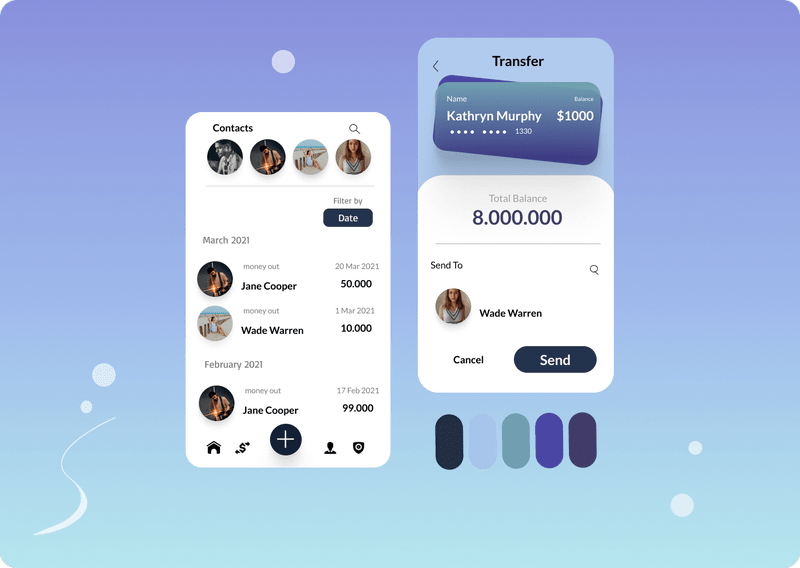 Contacts
Filter by
Date
March 2021
money out 20 Mar 2021
Jane Cooper 50.000
money out 1 Mar 2021
Wade Warren 10.000
February 2021
money out 17 Feb 2021
Jane Cooper 99.000
Transfer
Name Balance
Kathryn Murphy $1000
•••• •••• 1330
Total Balance
8.000.000
Send To
Wade Warren
Cancel Send